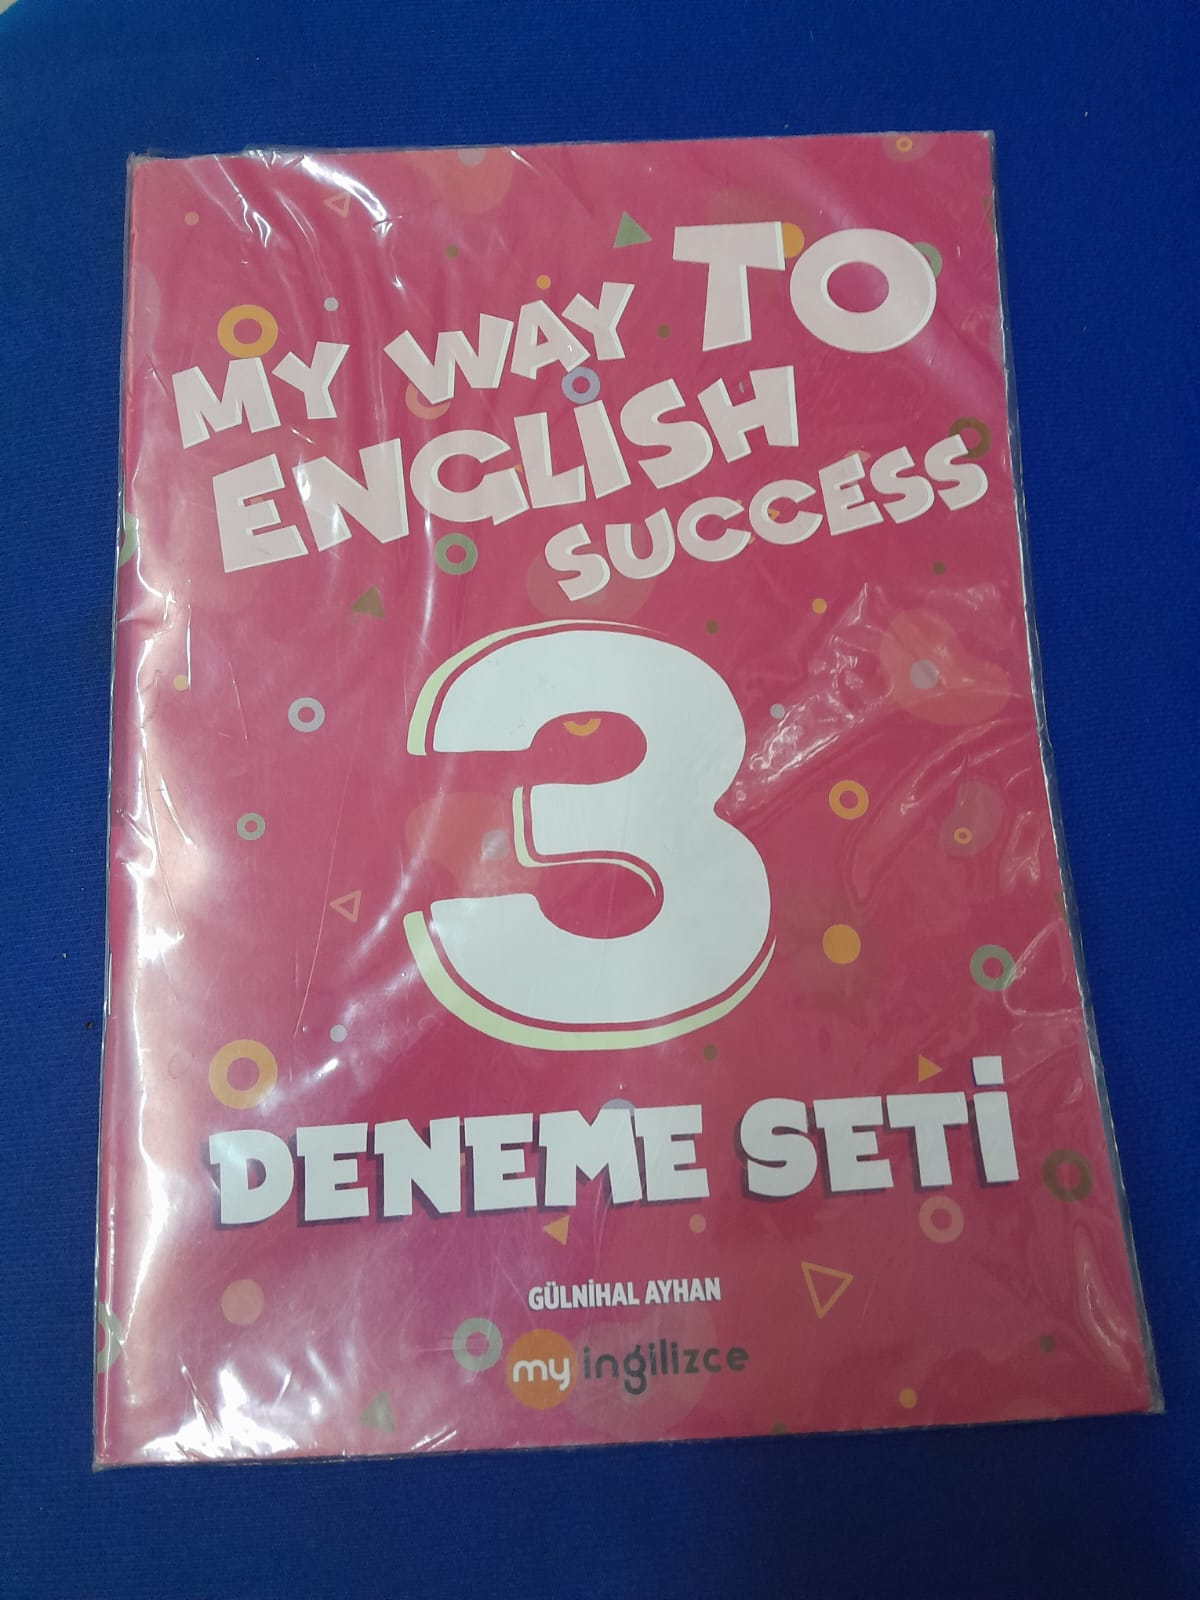 MY WAY TO
ENGLISH
SUCCESS
3
DENEME SETİ
GÜLNİHAL AYHAN
my ingilizce